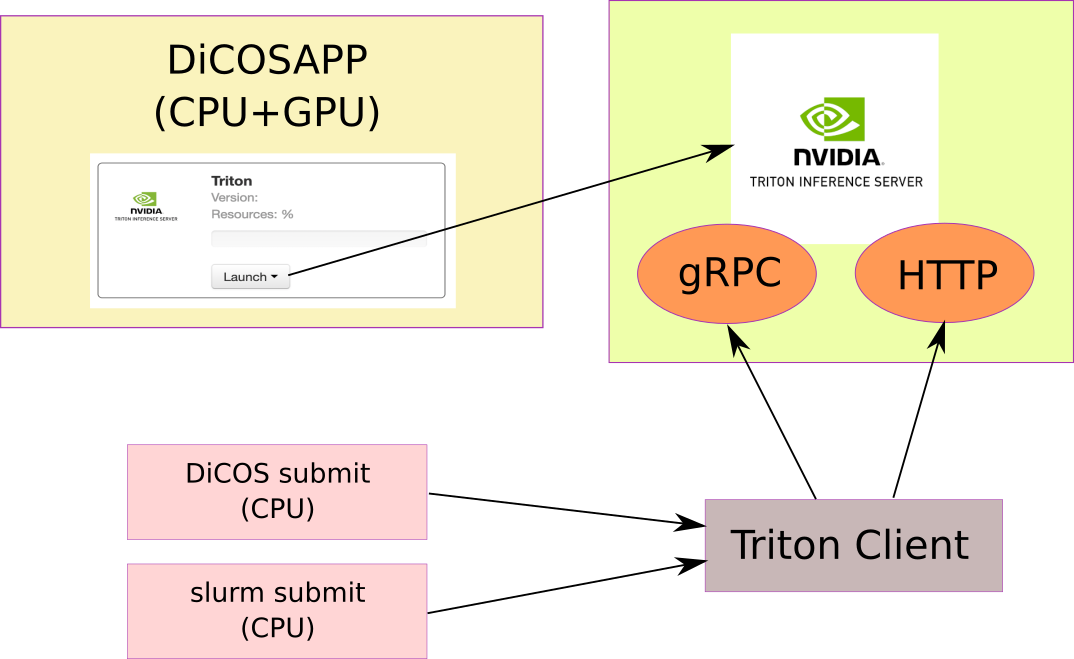 DiCOSAPP
(CPU+GPU)
Triton
Version:
Resources: %
NVIDIA
TRITON INFERENCE SERVER
Launch
NVIDIA.
TRITON INFERENCE SERVER
gRPC
HTTP
DiCOS submit
(CPU)
slurm submit
(CPU)
Triton Client